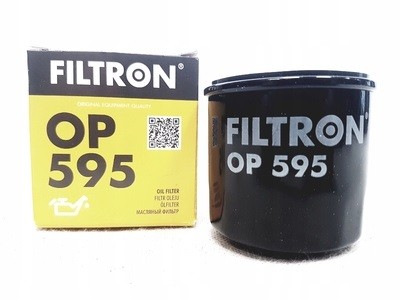 FILTRON®
ORIGINAL EQUIPMENT QUALITY
OP
595
OIL FILTER
FILTR OLEJU
ÖLFILTER
МАСЛЯНЫЙ ФИЛЬТР
FILTRON®
OP 595